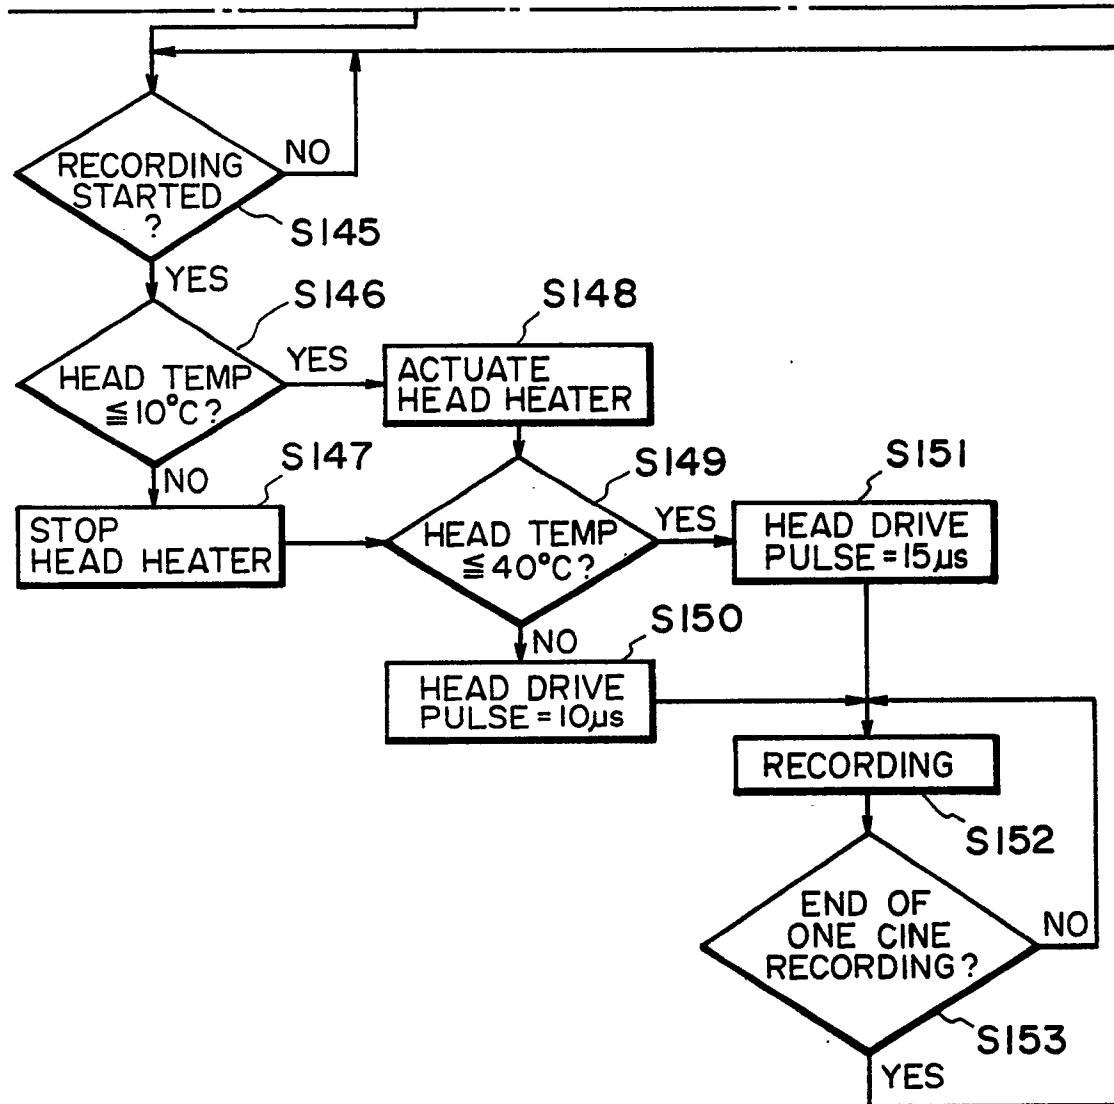 RECORDING
STARTED
?
NO
S145
YES
S146
HEAD TEMP
≦10°C?
YES
S148
ACTUATE
HEAD HEATER
NO
S147
STOP
HEAD HEATER
S149
HEAD TEMP
≦40°C?
YES
S151
HEAD DRIVE
PULSE=15μs
NO
S150
HEAD DRIVE
PULSE=10μs
RECORDING
S152
END OF
ONE CINE
RECORDING?
NO
S153
YES